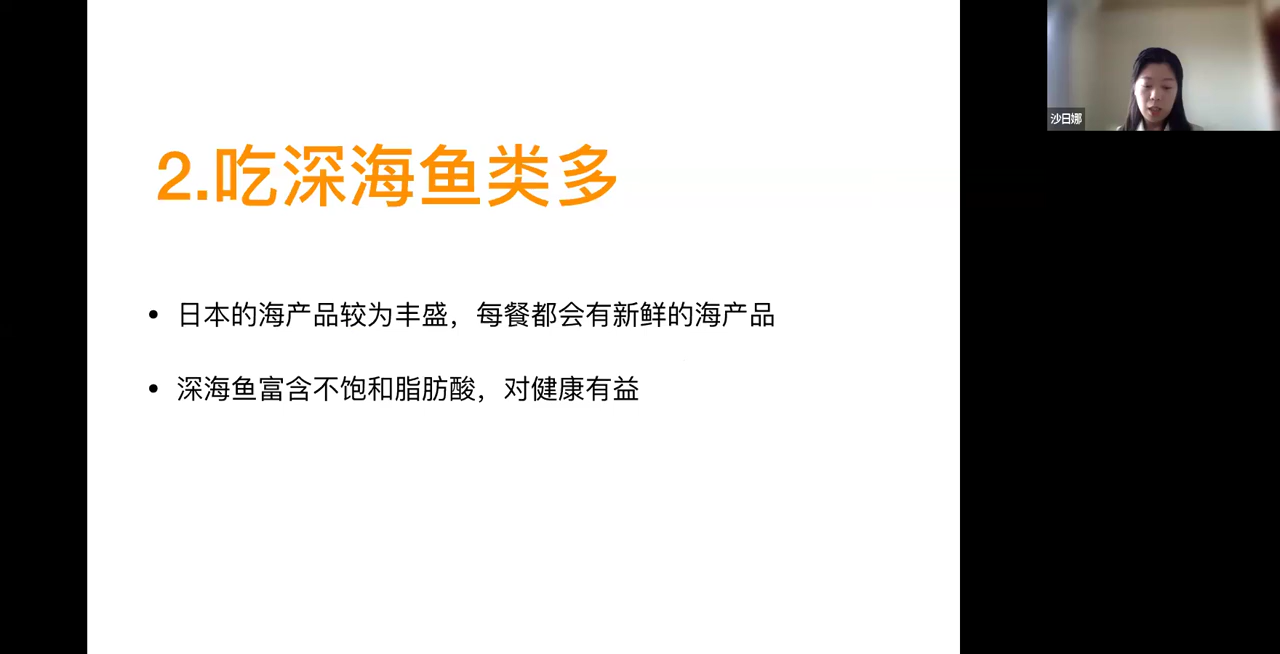 2.吃深海鱼类多
• 日本的海产品较为丰盛，每餐都会有新鲜的海产品
• 深海鱼富含不饱和脂肪酸，对健康有益
沙日娜